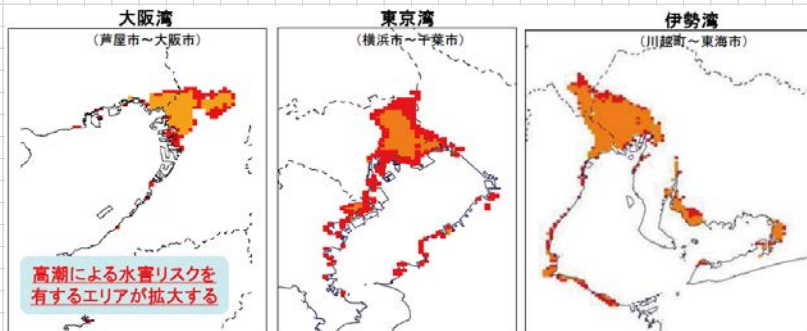 大阪湾
（芦屋市～大阪市）
東京湾
（横浜市～千葉市）
伊勢湾
（川越町～東海市）
高潮による水害リスクを
有するエリアが拡大する